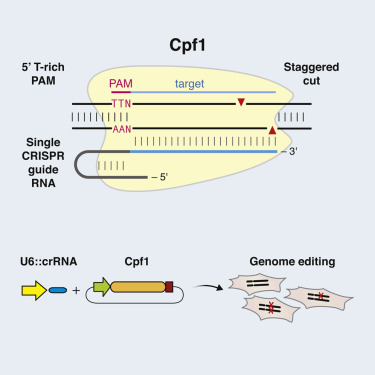 Cpf1
5' T-rich
PAM
Staggered
cut
PAM
target
TTN
AAN
Single
CRISPR
guide
RNA
3'
5'
U6::crRNA
Cpf1
Genome editing
+